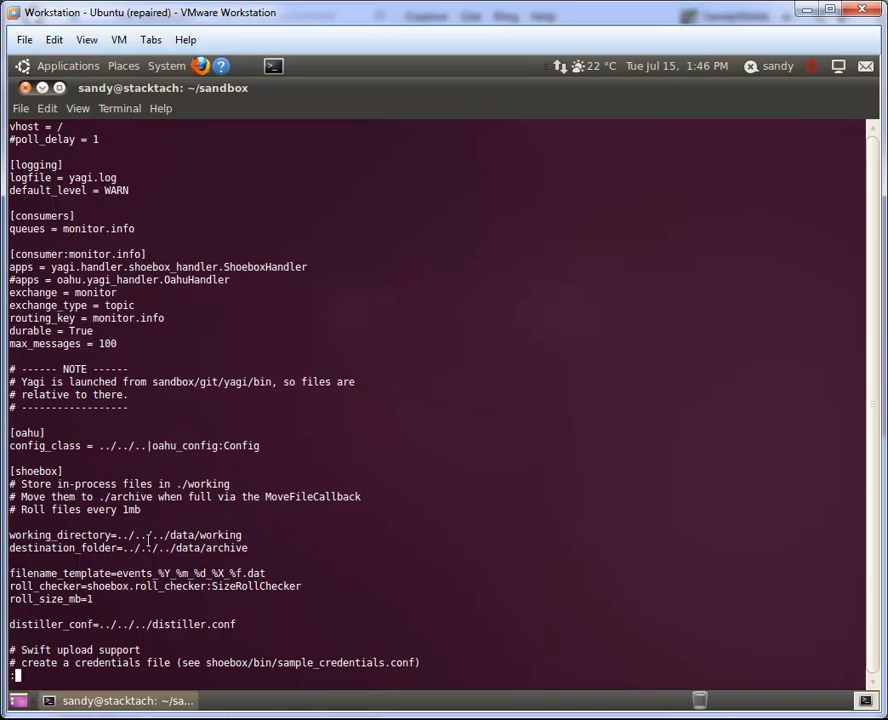 Workstation - Ubuntu (repaired) - VMware Workstation
File Edit View VM Tabs Help
Applications Places System 22 °C Tue Jul 15, 1:46 PM sandy
sandy@stacktach: ~/sandbox
File Edit View Terminal Help
vhost = /
#poll_delay = 1
[logging]
logfile = yagi.log
default_level = WARN
[consumers]
queues = monitor.info
[consumer:monitor.info]
apps = yagi.handler.shoebox_handler.ShoeboxHandler
#apps = oahu.yagi_handler.OahuHandler
exchange = monitor
exchange_type = topic
routing_key = monitor.info
durable = True
max_messages = 100
# ------ NOTE ------
# Yagi is launched from sandbox/git/yagi/bin, so files are
# relative to there.
# ------------------
[oahu]
config_class = ../../..|oahu_config:Config
[shoebox]
# Store in-process files in ./working
# Move them to ./archive when full via the MoveFileCallback
# Roll files every 1mb
working_directory=../../../data/working
destination_folder=../../../data/archive
filename_template=events_%Y_%m_%d_%X_%f.dat
roll_checker=shoebox.roll_checker:SizeRollChecker
roll_size_mb=1
distiller_conf=../../../distiller.conf
# Swift upload support
# create a credentials file (see shoebox/bin/sample_credentials.conf)
:
sandy@stacktach: ~/sa...